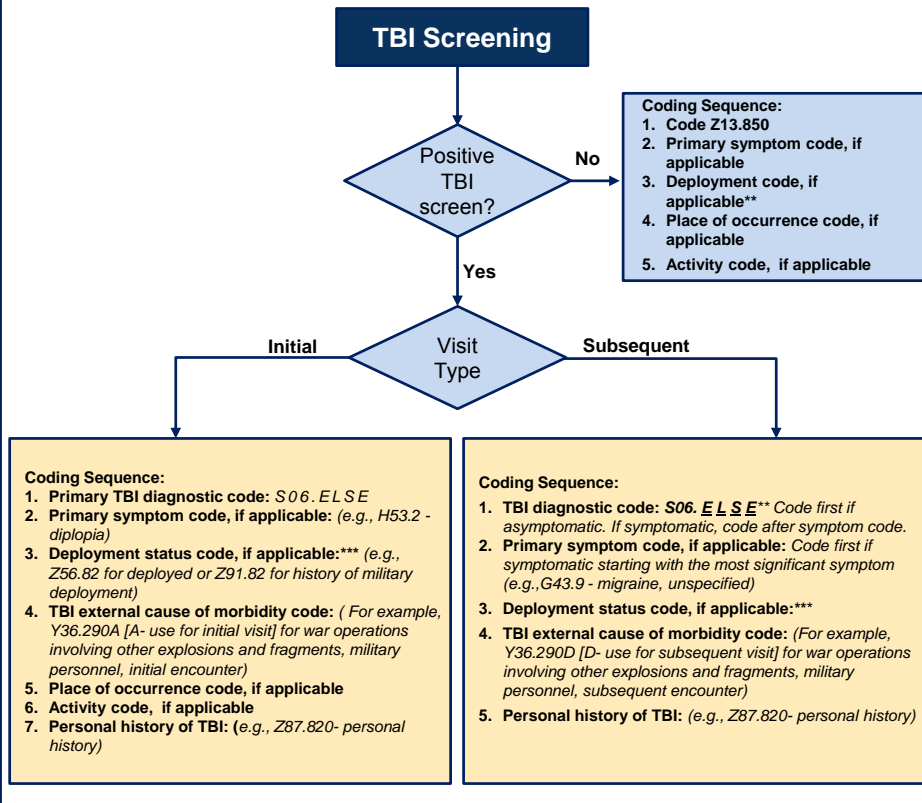 TBI Screening
Positive
TBI
screen?
No
Coding Sequence:
1. Code Z13.850
2. Primary symptom code, if
applicable
3. Deployment code, if
applicable**
4. Place of occurrence code, if
applicable
5. Activity code, if applicable
Yes
Visit
Type
Initial
Subsequent
Coding Sequence:
1. Primary TBI diagnostic code: S06.ELSE
2. Primary symptom code, if applicable: (e.g., H53.2 -
diplopia)
3. Deployment status code, if applicable:*** (e.g.,
Z56.82 for deployed or Z91.82 for history of military
deployment)
4. TBI external cause of morbidity code: ( For example,
Y36.290A [A- use for initial visit] for war operations
involving other explosions and fragments, military
personnel, initial encounter)
5. Place of occurrence code, if applicable
6. Activity code, if applicable
7. Personal history of TBI: (e.g., Z87.820- personal
history)
Coding Sequence:
1. TBI diagnostic code: S06. E L S E** Code first if
asymptomatic. If symptomatic, code after symptom code.
2. Primary symptom code, if applicable: Code first if
symptomatic starting with the most significant symptom
(e.g.,G43.9 - migraine, unspecified)
3. Deployment status code, if applicable:***
4. TBI external cause of morbidity code: (For example,
Y36.290D [D- use for subsequent visit] for war operations
involving other explosions and fragments, military
personnel, subsequent encounter)
5. Personal history of TBI: (e.g., Z87.820- personal history)